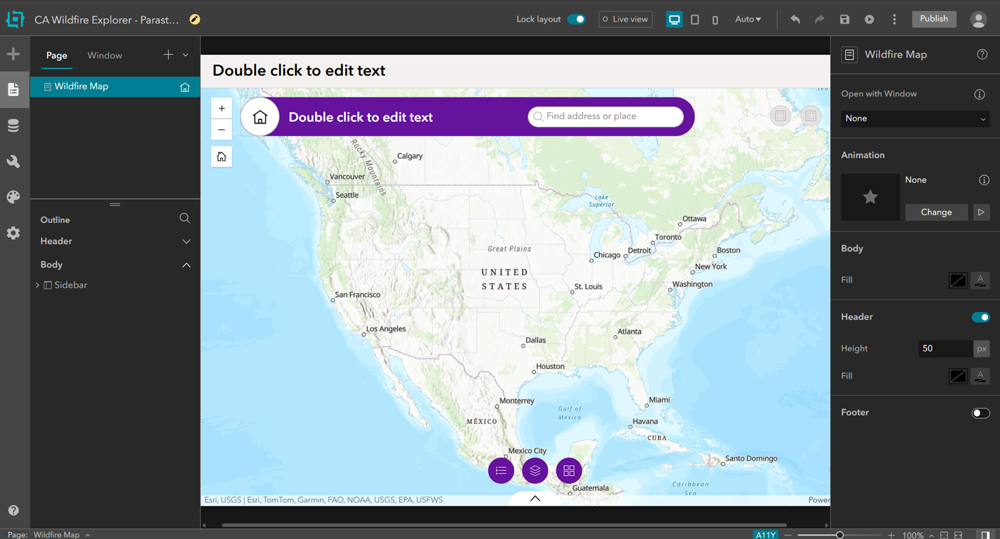 CA Wildfire Explorer - Parast...
Lock layout
Live view
Auto
Publish
Page
Window
Wildfire Map
Outline
Header
Body
Sidebar
Double click to edit text
Double click to edit text
Find address or place
+
−
Rocky Mountains
Calgary
Vancouver
Seattle
Lake
Superior
Ottawa
Toronto
Great Plains
Chicago
Detroit
Boston
New York
UNITED
STATES
St. Louis
Washington
San Francisco
Los Angeles
Atlanta
Dallas
Houston
Monterrey
Miami
Gulf of
Mexico
MÉXICO
Havana
CUBA
Mexico City
Santo Domingo
Caribbean
Sea
Guatemala
Esri, USGS | Esri, TomTom, Garmin, FAO, NOAA, USGS, EPA, USFWS
Power
Wildfire Map
Open with Window
None
Animation
None
Change
Body
Fill
A
Header
Height
50
px
Fill
A
Footer
Page: Wildfire Map
A11Y
100%